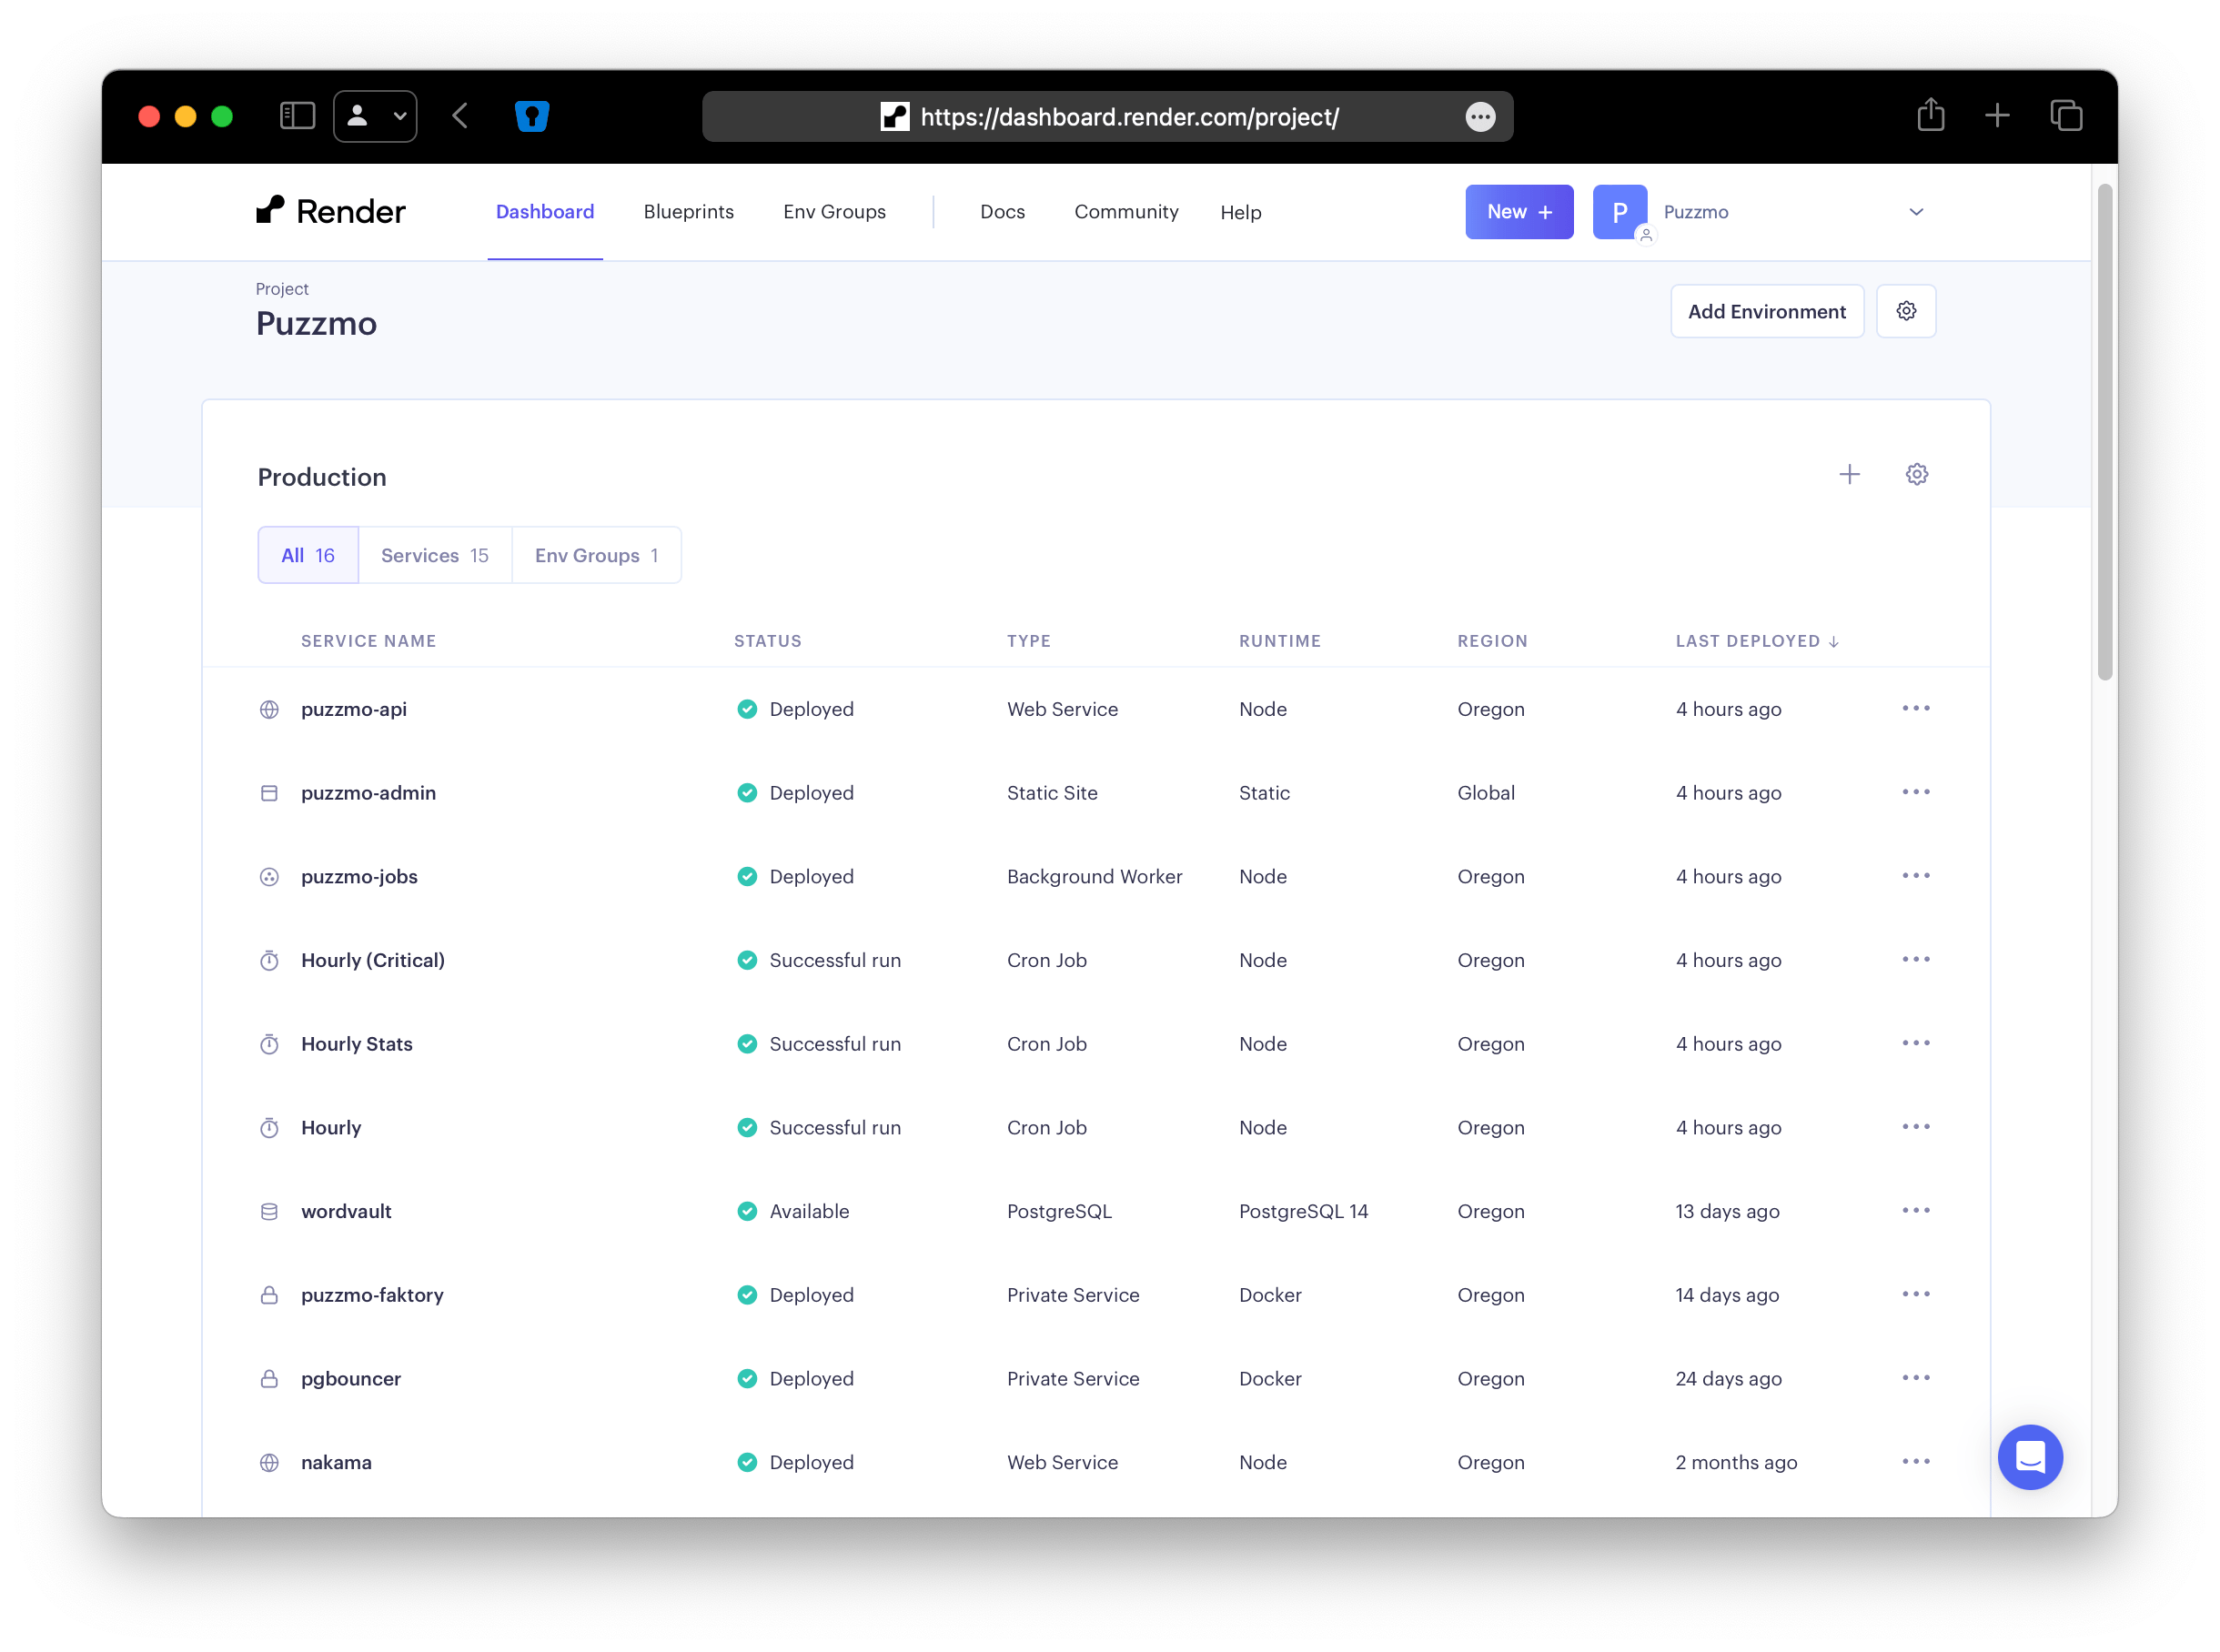 https://dashboard.render.com/project/
Render Dashboard Blueprints Env Groups Docs Community Help New + P Puzzmo
Project
Puzzmo
Add Environment
Production
All 16 Services 15 Env Groups 1
SERVICE NAME STATUS TYPE RUNTIME REGION LAST DEPLOYED ↓
puzzmo-api Deployed Web Service Node Oregon 4 hours ago
puzzmo-admin Deployed Static Site Static Global 4 hours ago
puzzmo-jobs Deployed Background Worker Node Oregon 4 hours ago
Hourly (Critical) Successful run Cron Job Node Oregon 4 hours ago
Hourly Stats Successful run Cron Job Node Oregon 4 hours ago
Hourly Successful run Cron Job Node Oregon 4 hours ago
wordvault Available PostgreSQL PostgreSQL 14 Oregon 13 days ago
puzzmo-faktory Deployed Private Service Docker Oregon 14 days ago
pgbouncer Deployed Private Service Docker Oregon 24 days ago
nakama Deployed Web Service Node Oregon 2 months ago